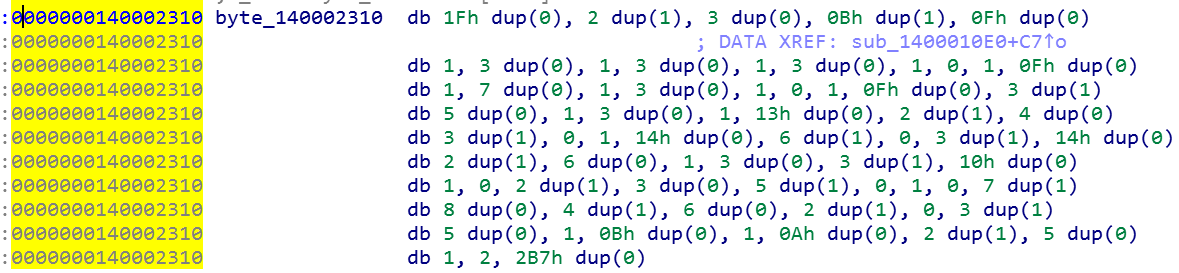 :0000000140002310 byte_140002310 db 1Fh dup(0), 2 dup(1), 3 dup(0), 0Bh dup(1), 0Fh dup(0)
:0000000140002310 ; DATA XREF: sub_1400010E0+C7↑o
:0000000140002310 db 1, 3 dup(0), 1, 3 dup(0), 1, 3 dup(0), 1, 0, 1, 0Fh dup(0)
:0000000140002310 db 1, 7 dup(0), 1, 3 dup(0), 1, 0, 1, 0Fh dup(0), 3 dup(1)
:0000000140002310 db 5 dup(0), 1, 3 dup(0), 1, 13h dup(0), 2 dup(1), 4 dup(0)
:0000000140002310 db 3 dup(1), 0, 1, 14h dup(0), 6 dup(1), 0, 3 dup(1), 14h dup(0)
:0000000140002310 db 2 dup(1), 6 dup(0), 1, 3 dup(0), 3 dup(1), 10h dup(0)
:0000000140002310 db 1, 0, 2 dup(1), 3 dup(0), 5 dup(1), 0, 1, 0, 7 dup(1)
:0000000140002310 db 8 dup(0), 4 dup(1), 6 dup(0), 2 dup(1), 0, 3 dup(1)
:0000000140002310 db 5 dup(0), 1, 0Bh dup(0), 1, 0Ah dup(0), 2 dup(1), 5 dup(0)
:0000000140002310 db 1, 2, 2B7h dup(0)